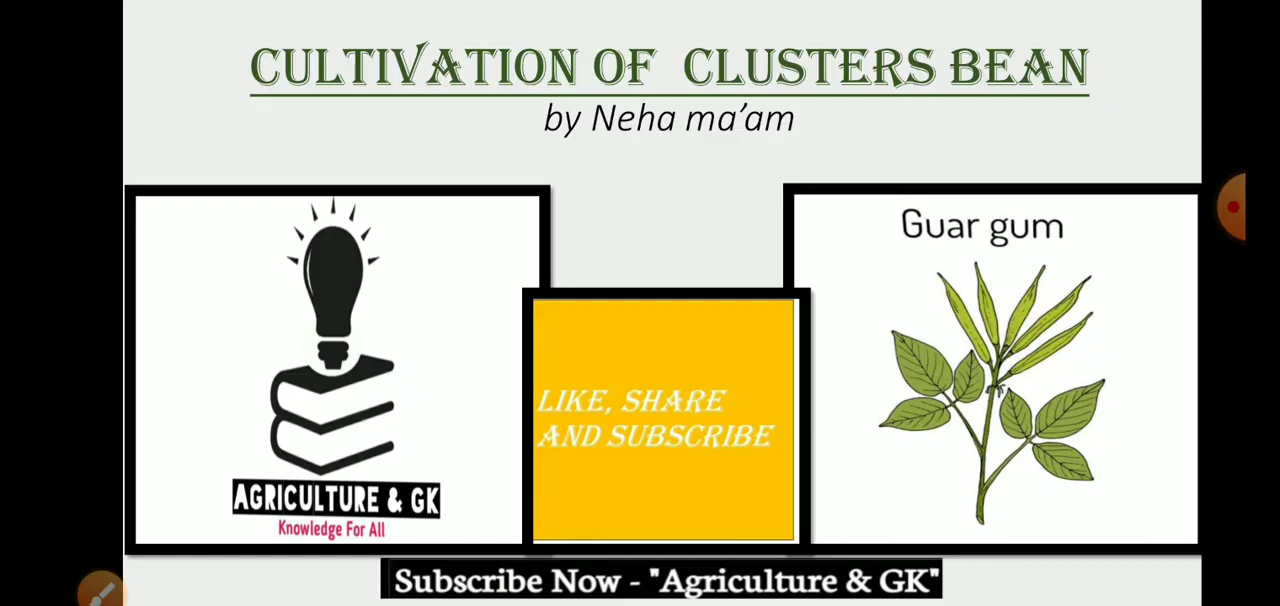 CULTIVATION OF CLUSTERS BEAN
by Neha ma’am
Guar gum
LIKE, SHARE
AND SUBSCRIBE
AGRICULTURE & GK
Knowledge For All
Subscribe Now - "Agriculture & GK"